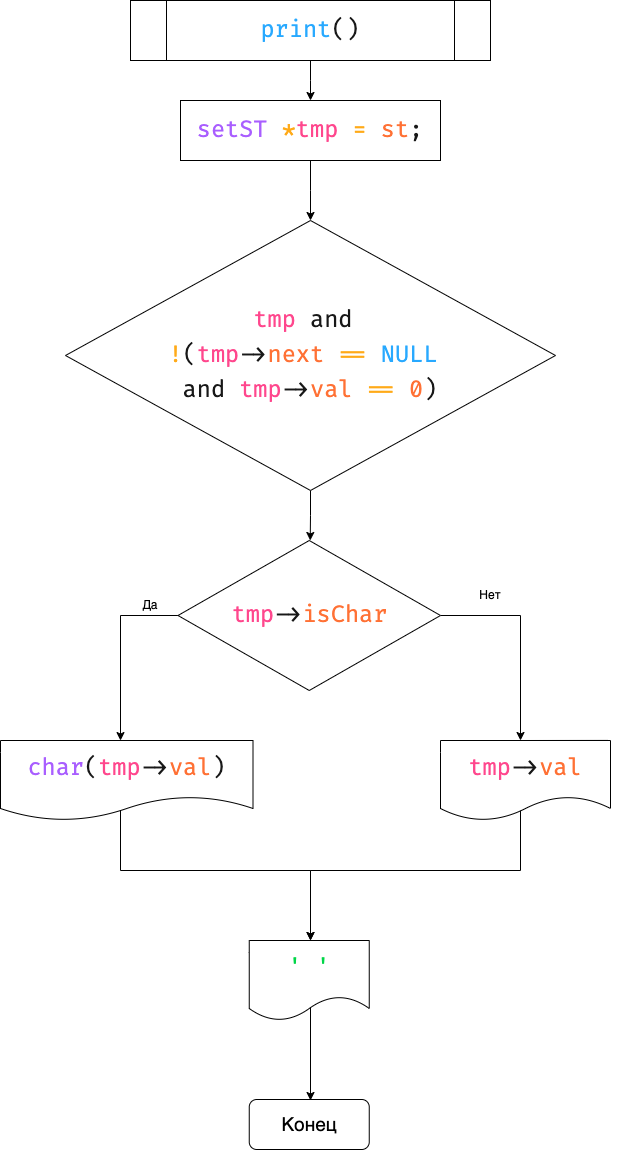 print()
setST *tmp = st;
tmp and
!(tmp->next == NULL
and tmp->val == 0)
tmp->isChar
Да
Нет
char(tmp->val)
tmp->val
' '
Конец